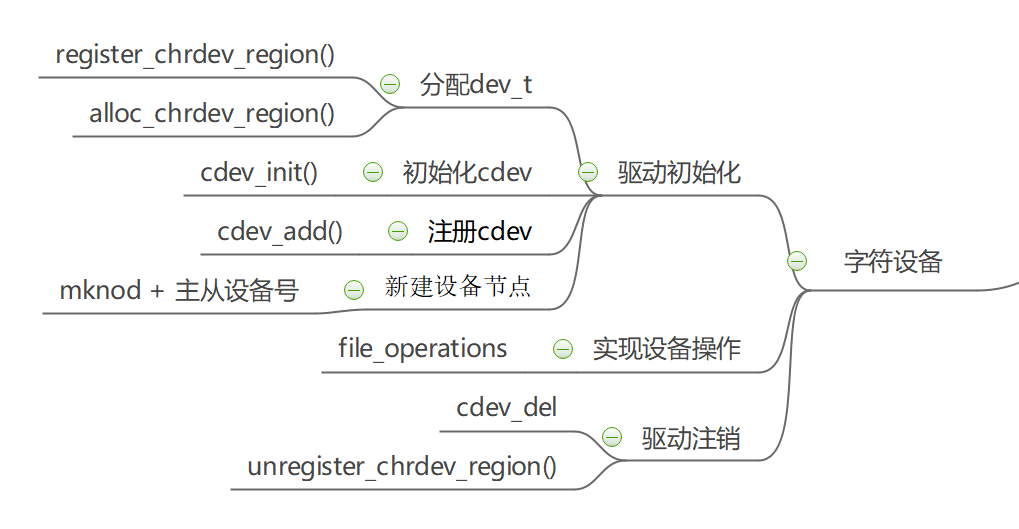 register_chrdev_region()
分配dev_t
alloc_chrdev_region()
cdev_init()
初始化cdev
驱动初始化
cdev_add()
注册cdev
字符设备
mknod + 主从设备号
新建设备节点
file_operations
实现设备操作
cdev_del
驱动注销
unregister_chrdev_region()